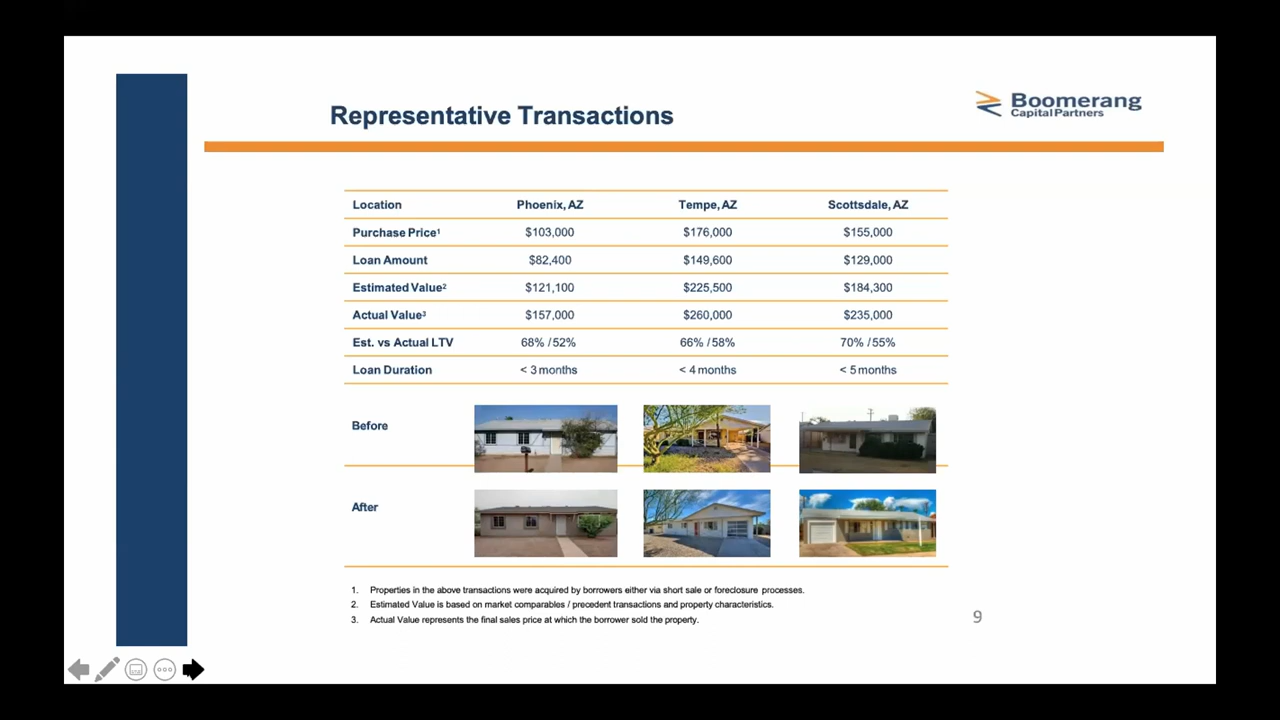 Representative Transactions
Boomerang
Capital Partners
Location Phoenix, AZ Tempe, AZ Scottsdale, AZ
Purchase Price¹ $103,000 $176,000 $155,000
Loan Amount $82,400 $149,600 $129,000
Estimated Value² $121,100 $225,500 $184,300
Actual Value³ $157,000 $260,000 $235,000
Est. vs Actual LTV 68% / 52% 66% / 58% 70% / 55%
Loan Duration < 3 months < 4 months < 5 months
Before
After
1. Properties in the above transactions were acquired by borrowers either via short sale or foreclosure processes.
2. Estimated Value is based on market comparables / precedent transactions and property characteristics.
3. Actual Value represents the final sales price at which the borrower sold the property.
9